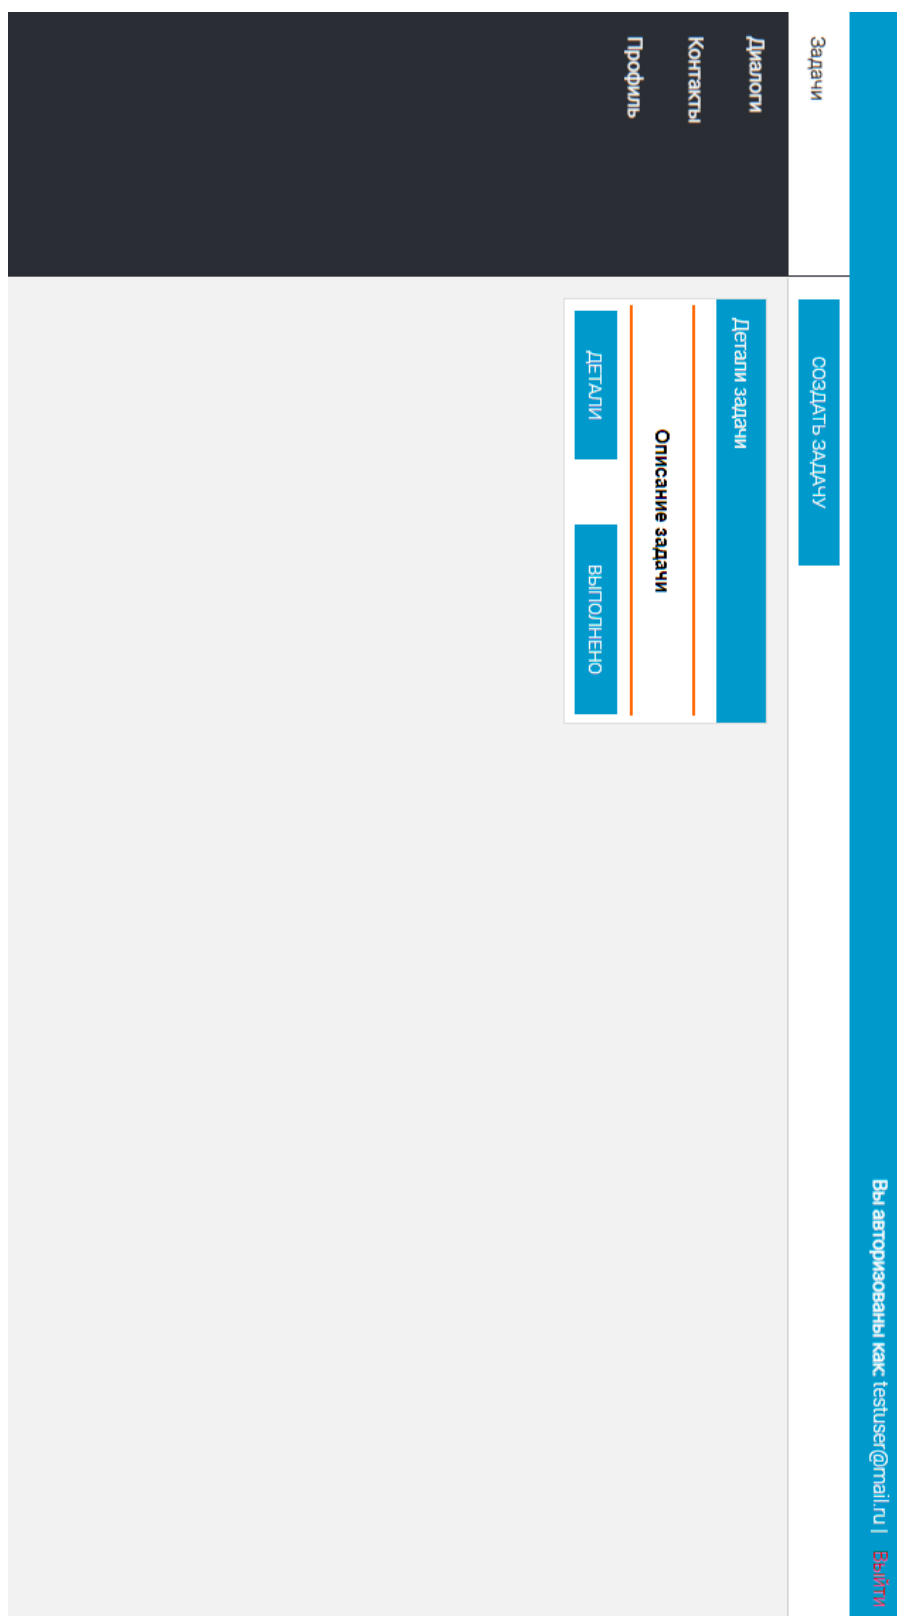 Вы авторизованы как: testuser@mail.ru | Выйти
Задачи
СОЗДАТЬ ЗАДАЧУ
Диалоги
Контакты
Профиль
Детали задачи
Описание задачи
ДЕТАЛИ
ВЫПОЛНЕНО